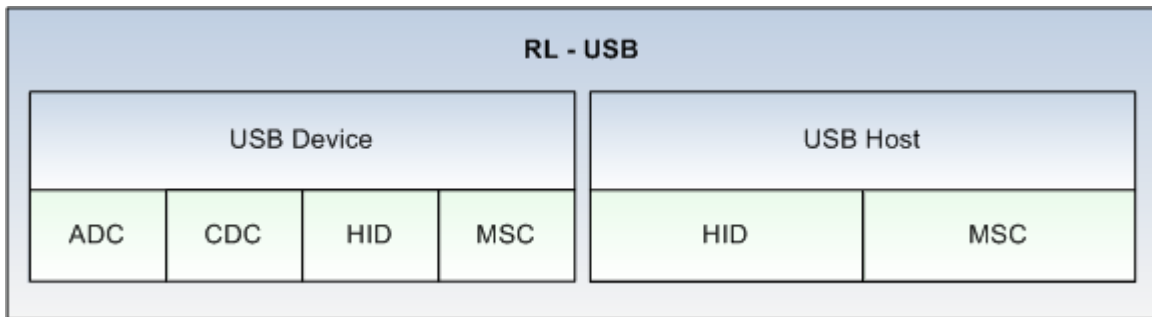 RL - USB
USB Device
USB Host
ADC
CDC
HID
MSC
HID
MSC